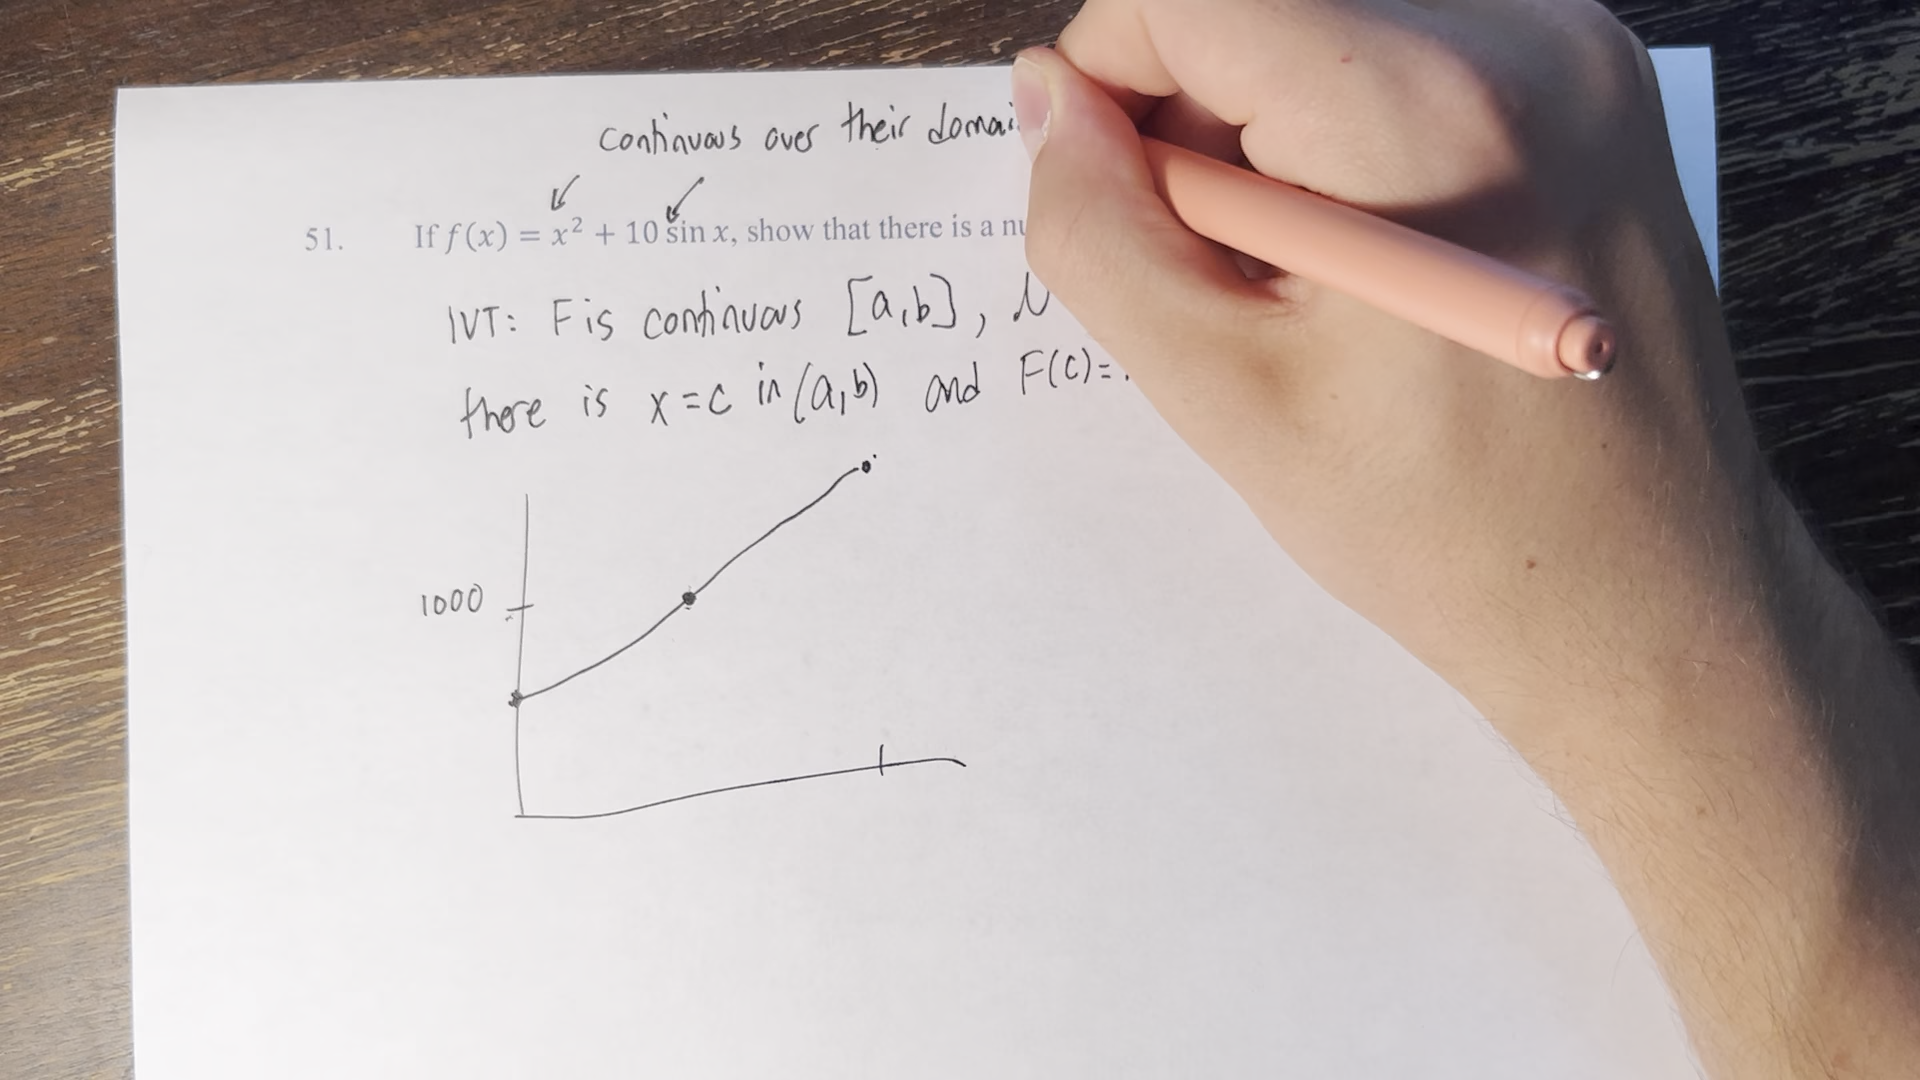 continuous over their domai
51. If f(x) = x² + 10 sin x, show that there is a
IVT: F is continuous [a,b], N
there is x=c in (a,b) and F(c)=
1000